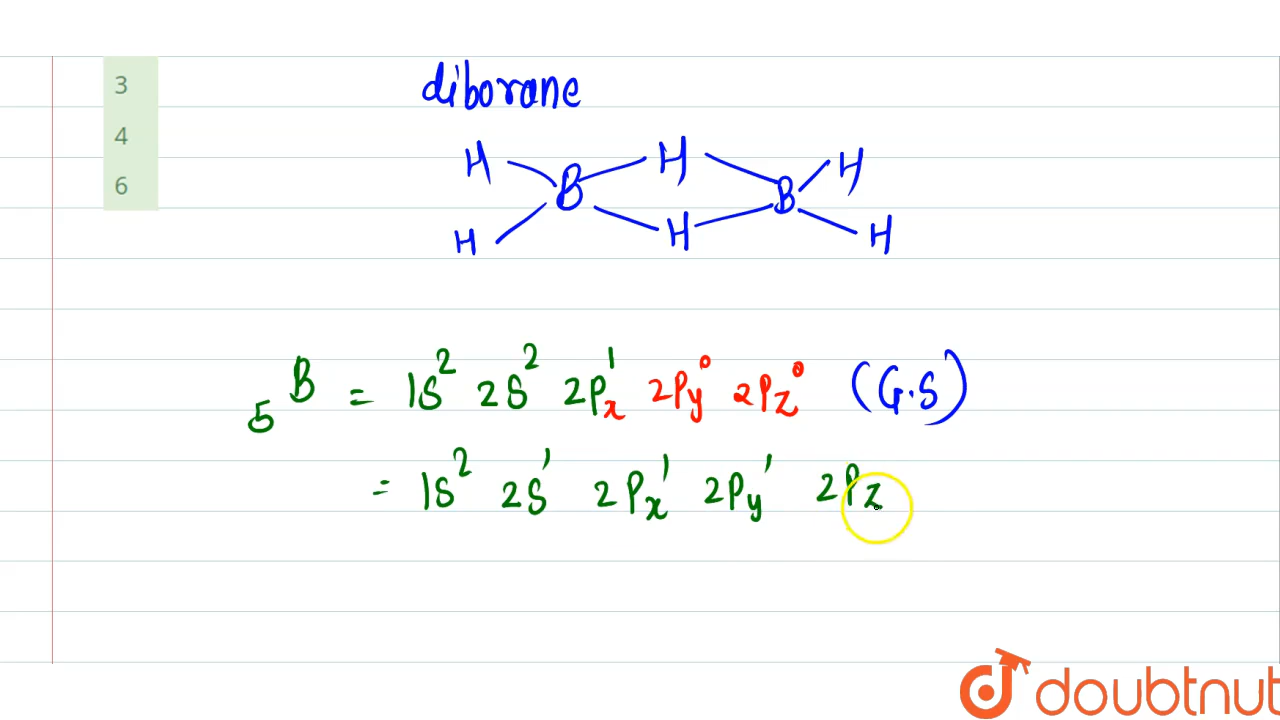 3
4
6
diborane
H H H
B B
H H H
₅B = 1S² 2S² 2Pₓ¹ 2Py⁰ 2Pz⁰ (G.S)
= 1S² 2S¹ 2Pₓ¹ 2Py¹ 2Pz
doubtnut